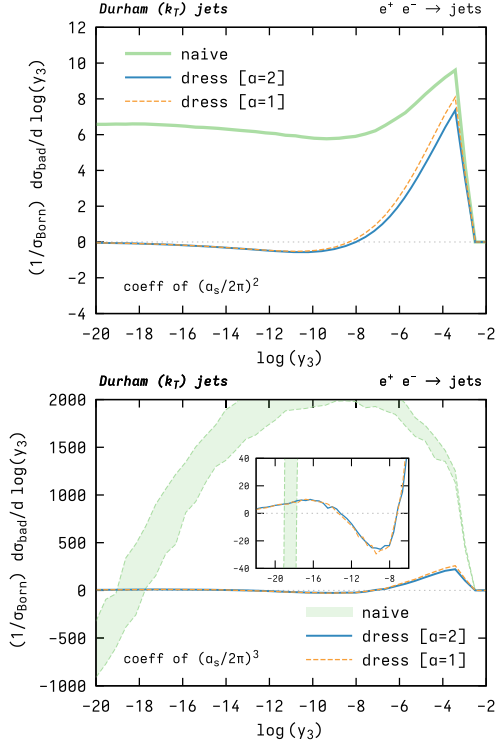 Durham (kT) jets e⁺ e⁻ → jets
12
10
8
6
4
2
0
−2
−4
(1/σBorn) dσbad/d log(y₃)
naive
dress [α=2]
dress [α=1]
coeff of (αs/2π)²
−20 −18 −16 −14 −12 −10 −8 −6 −4 −2
log(y₃)
Durham (kT) jets e⁺ e⁻ → jets
2000
1500
1000
500
0
−500
−1000
(1/σBorn) dσbad/d log(y₃)
40
20
0
−20
−40
−20 −16 −12 −8
naive
dress [α=2]
dress [α=1]
coeff of (αs/2π)³
−20 −18 −16 −14 −12 −10 −8 −6 −4 −2
log(y₃)